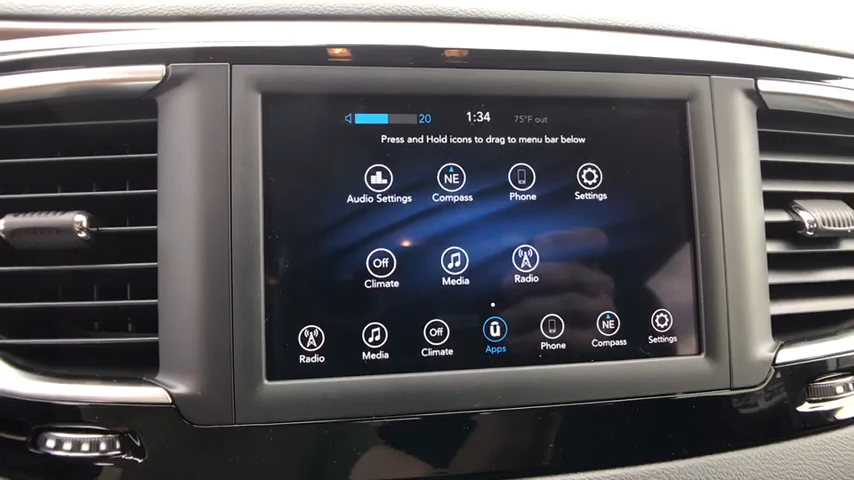 20 1:34 75°F out
Press and Hold icons to drag to menu bar below
NE
Audio Settings Compass Phone Settings
Off
Climate Media Radio
Off ū NE
Radio Media Climate Apps Phone Compass Settings